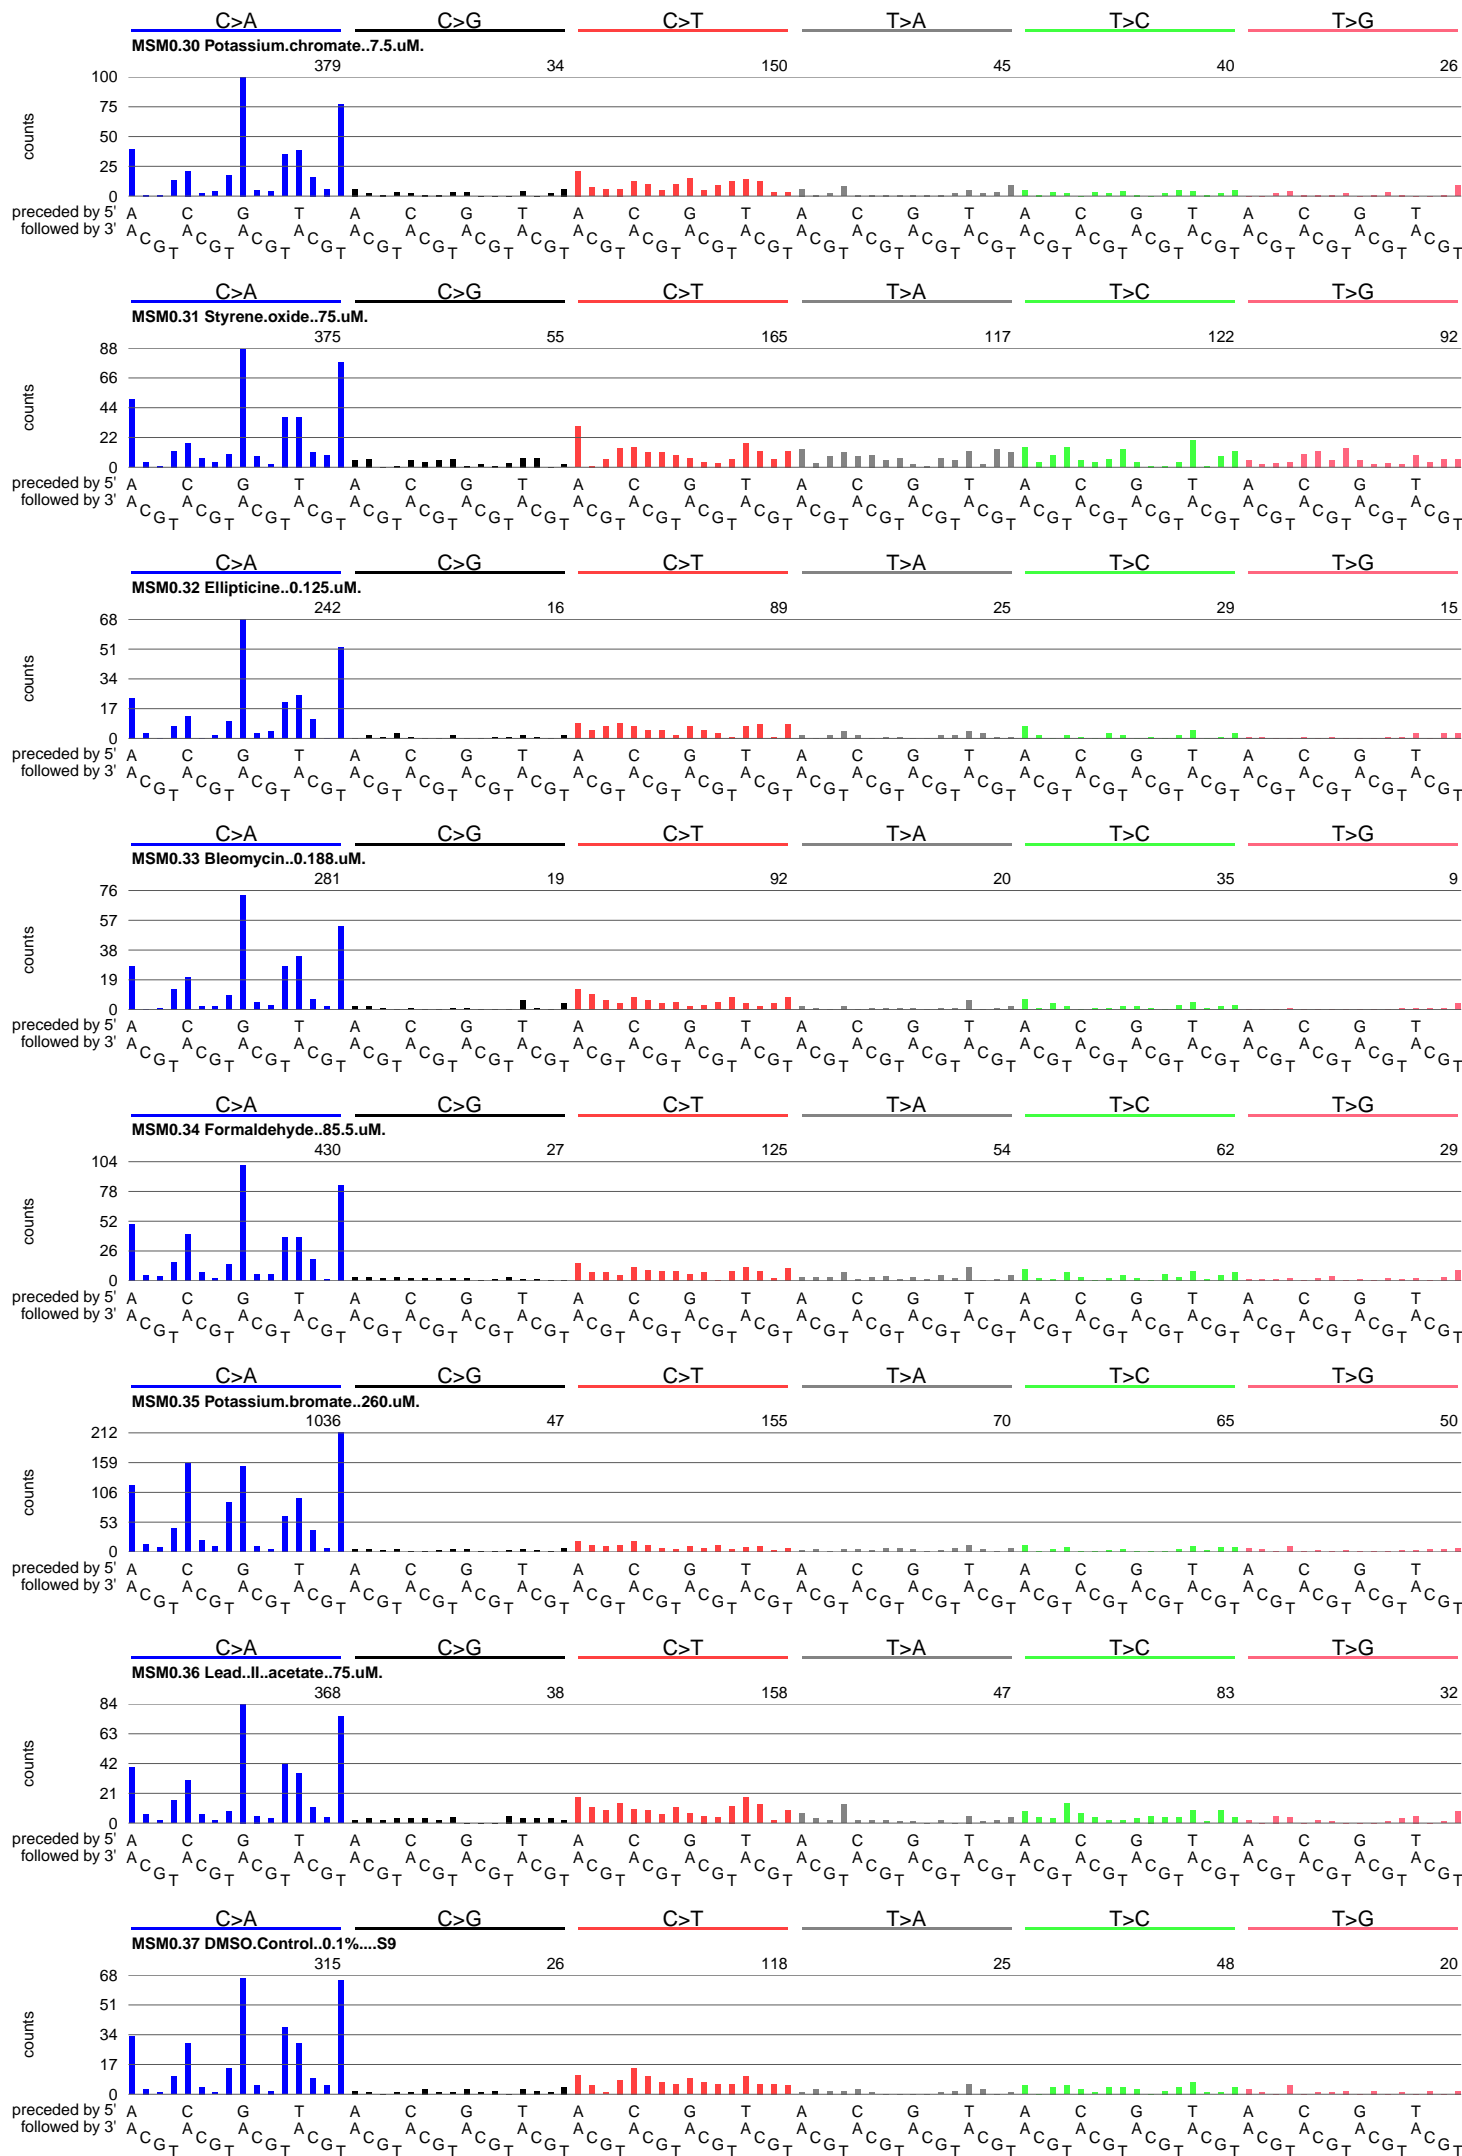 C>A C>G C>T T>A T>C T>G
MSM0.30 Potassium.chromate..7.5.uM.
379 34 150 45 40 26
100
75
50
25
0
counts
preceded by 5' A C G T A C G T A C G T A C G T A C G T A C G T
followed by 3' A C G T A C G T A C G T A C G T A C G T A C G T A C G T A C G T A C G T A C G T A C G T A C G T A C G T A C G T A C G T A C G T A C G T A C G T A C G T A C G T A C G T A C G T A C G T A C G T
C>A C>G C>T T>A T>C T>G
MSM0.31 Styrene.oxide..75.uM.
375 55 165 117 122 92
88
66
44
22
0
counts
preceded by 5' A C G T A C G T A C G T A C G T A C G T A C G T
followed by 3' A C G T A C G T A C G T A C G T A C G T A C G T A C G T A C G T A C G T A C G T A C G T A C G T A C G T A C G T A C G T A C G T A C G T A C G T A C G T A C G T A C G T A C G T A C G T A C G T
C>A C>G C>T T>A T>C T>G
MSM0.32 Ellipticine..0.125.uM.
242 16 89 25 29 15
68
51
34
17
0
counts
preceded by 5' A C G T A C G T A C G T A C G T A C G T A C G T
followed by 3' A C G T A C G T A C G T A C G T A C G T A C G T A C G T A C G T A C G T A C G T A C G T A C G T A C G T A C G T A C G T A C G T A C G T A C G T A C G T A C G T A C G T A C G T A C G T A C G T
C>A C>G C>T T>A T>C T>G
MSM0.33 Bleomycin..0.188.uM.
281 19 92 20 35 9
76
57
38
19
0
counts
preceded by 5' A C G T A C G T A C G T A C G T A C G T A C G T
followed by 3' A C G T A C G T A C G T A C G T A C G T A C G T A C G T A C G T A C G T A C G T A C G T A C G T A C G T A C G T A C G T A C G T A C G T A C G T A C G T A C G T A C G T A C G T A C G T A C G T
C>A C>G C>T T>A T>C T>G
MSM0.34 Formaldehyde..85.5.uM.
430 27 125 54 62 29
104
78
52
26
0
counts
preceded by 5' A C G T A C G T A C G T A C G T A C G T A C G T
followed by 3' A C G T A C G T A C G T A C G T A C G T A C G T A C G T A C G T A C G T A C G T A C G T A C G T A C G T A C G T A C G T A C G T A C G T A C G T A C G T A C G T A C G T A C G T A C G T A C G T
C>A C>G C>T T>A T>C T>G
MSM0.35 Potassium.bromate..260.uM.
1036 47 155 70 65 50
212
159
106
53
0
counts
preceded by 5' A C G T A C G T A C G T A C G T A C G T A C G T
followed by 3' A C G T A C G T A C G T A C G T A C G T A C G T A C G T A C G T A C G T A C G T A C G T A C G T A C G T A C G T A C G T A C G T A C G T A C G T A C G T A C G T A C G T A C G T A C G T A C G T
C>A C>G C>T T>A T>C T>G
MSM0.36 Lead..II..acetate..75.uM.
368 38 158 47 83 32
84
63
42
21
0
counts
preceded by 5' A C G T A C G T A C G T A C G T A C G T A C G T
followed by 3' A C G T A C G T A C G T A C G T A C G T A C G T A C G T A C G T A C G T A C G T A C G T A C G T A C G T A C G T A C G T A C G T A C G T A C G T A C G T A C G T A C G T A C G T A C G T A C G T
C>A C>G C>T T>A T>C T>G
MSM0.37 DMSO.Control..0.1%....S9
315 26 118 25 48 20
68
51
34
17
0
counts
preceded by 5' A C G T A C G T A C G T A C G T A C G T A C G T
followed by 3' A C G T A C G T A C G T A C G T A C G T A C G T A C G T A C G T A C G T A C G T A C G T A C G T A C G T A C G T A C G T A C G T A C G T A C G T A C G T A C G T A C G T A C G T A C G T A C G T